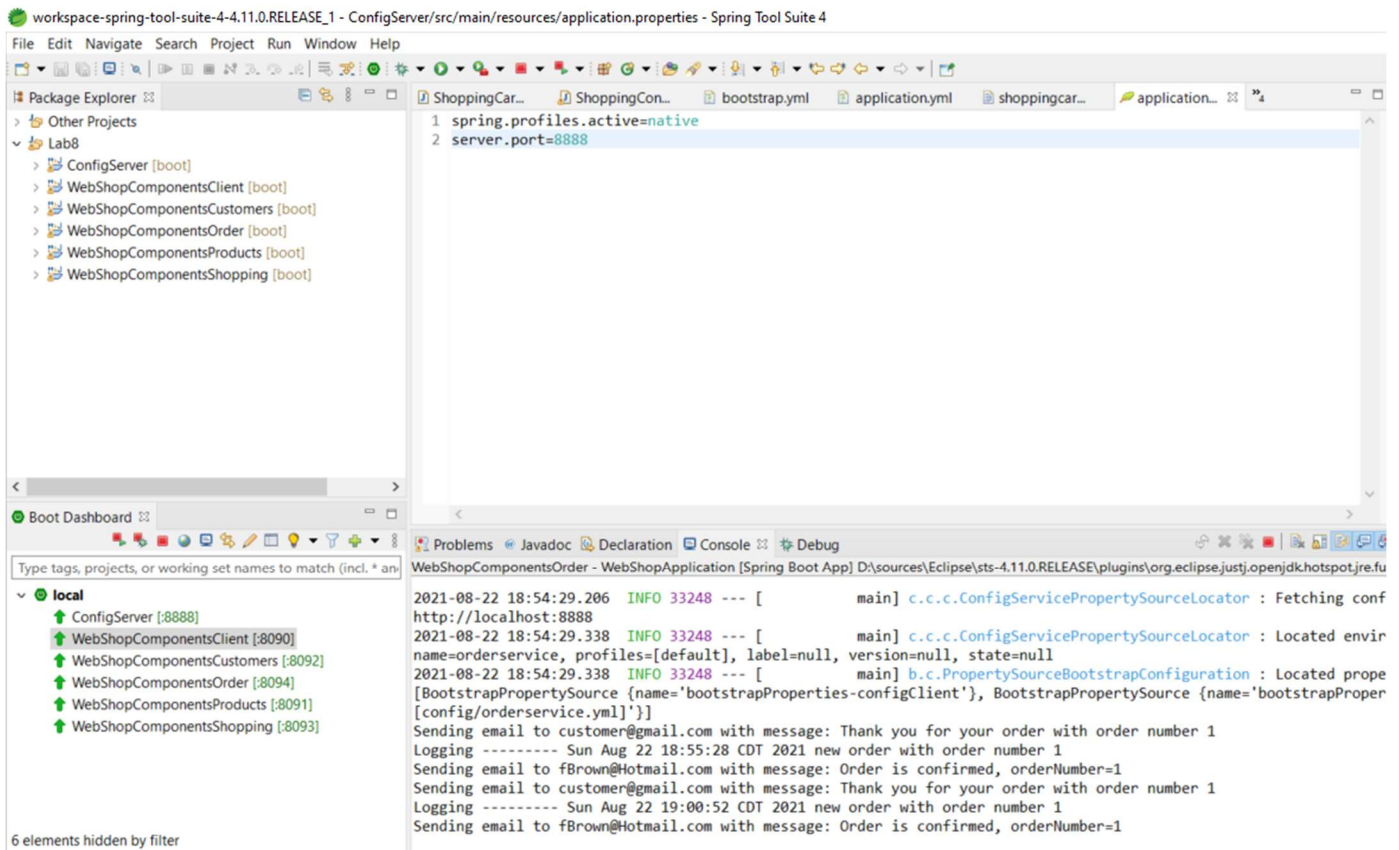 workspace-spring-tool-suite-4-4.11.0.RELEASE_1 - ConfigServer/src/main/resources/application.properties - Spring Tool Suite 4
File Edit Navigate Search Project Run Window Help
Package Explorer
Other Projects
Lab8
ConfigServer [boot]
WebShopComponentsClient [boot]
WebShopComponentsCustomers [boot]
WebShopComponentsOrder [boot]
WebShopComponentsProducts [boot]
WebShopComponentsShopping [boot]
ShoppingCar... ShoppingCon... bootstrap.yml application.yml shoppingcar... application... »4
1 spring.profiles.active=native
2 server.port=8888
Boot Dashboard
Type tags, projects, or working set names to match (incl. * an
local
ConfigServer [:8888]
WebShopComponentsClient [:8090]
WebShopComponentsCustomers [:8092]
WebShopComponentsOrder [:8094]
WebShopComponentsProducts [:8091]
WebShopComponentsShopping [:8093]
6 elements hidden by filter
Problems Javadoc Declaration Console Debug
WebShopComponentsOrder - WebShopApplication [Spring Boot App] D:\sources\Eclipse\sts-4.11.0.RELEASE\plugins\org.eclipse.justj.openjdk.hotspot.jre.fu
2021-08-22 18:54:29.206 INFO 33248 --- [ main] c.c.c.ConfigServicePropertySourceLocator : Fetching conf
http://localhost:8888
2021-08-22 18:54:29.338 INFO 33248 --- [ main] c.c.c.ConfigServicePropertySourceLocator : Located envir
name=orderservice, profiles=[default], label=null, version=null, state=null
2021-08-22 18:54:29.338 INFO 33248 --- [ main] b.c.PropertySourceBootstrapConfiguration : Located prope
[BootstrapPropertySource {name='bootstrapProperties-configClient'}, BootstrapPropertySource {name='bootstrapProper
[config/orderservice.yml]'}]
Sending email to customer@gmail.com with message: Thank you for your order with order number 1
Logging --------- Sun Aug 22 18:55:28 CDT 2021 new order with order number 1
Sending email to fBrown@Hotmail.com with message: Order is confirmed, orderNumber=1
Sending email to customer@gmail.com with message: Thank you for your order with order number 1
Logging --------- Sun Aug 22 19:00:52 CDT 2021 new order with order number 1
Sending email to fBrown@Hotmail.com with message: Order is confirmed, orderNumber=1